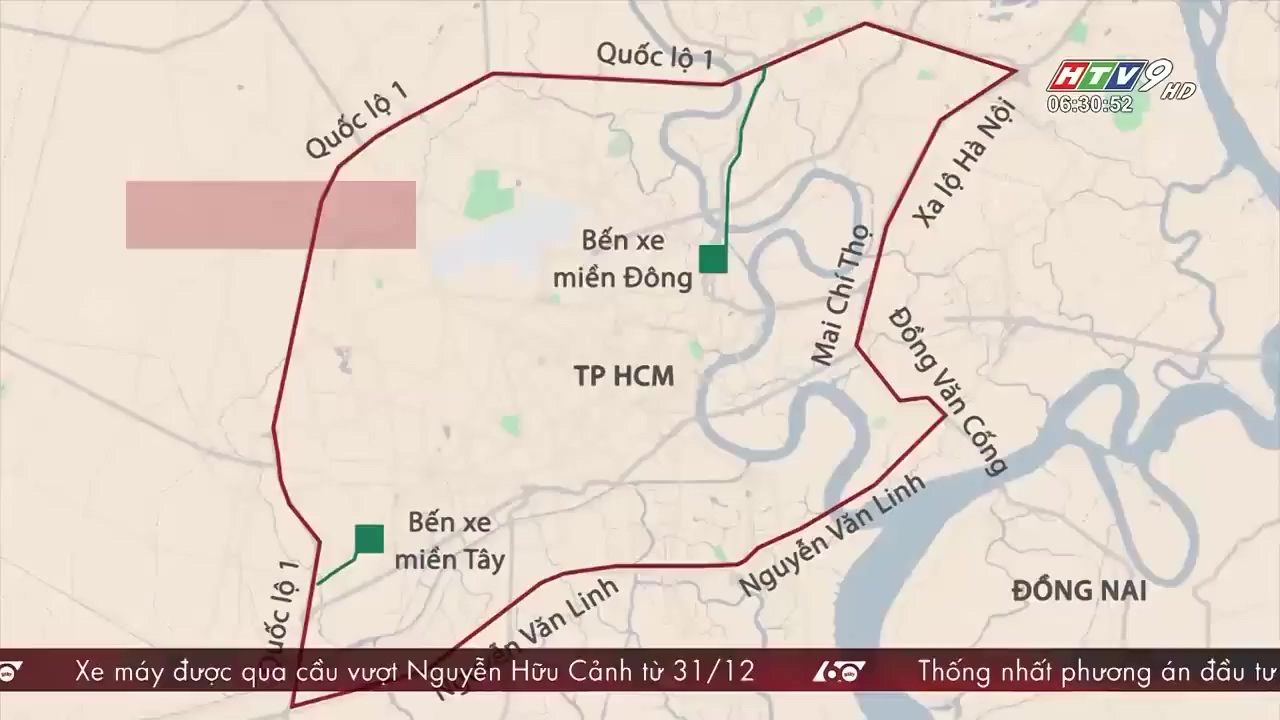 Quốc lộ 1
HTV9 HD
06:30:52
Quốc lộ 1
Xa lộ Hà Nội
Bến xe
miền Đông
Mai Chí Thọ
Đồng Văn Cống
TP HCM
Nguyễn Văn Linh
Bến xe
miền Tây
Quốc lộ 1
Nguyễn Văn Linh
ĐỒNG NAI
Xe máy được qua cầu vượt Nguyễn Hữu Cảnh từ 31/12
Thống nhất phương án đầu tư